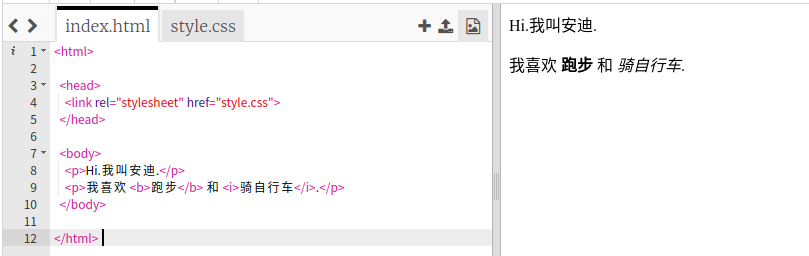 index.html style.css
i 1 <html>
2
3 <head>
4 <link rel="stylesheet" href="style.css">
5 </head>
6
7 <body>
8 <p>Hi.我叫安迪.</p>
9 <p>我喜欢 <b>跑步</b> 和 <i>骑自行车</i>.</p>
10 </body>
11
12 </html>
Hi.我叫安迪.
我喜欢 跑步 和 骑自行车.